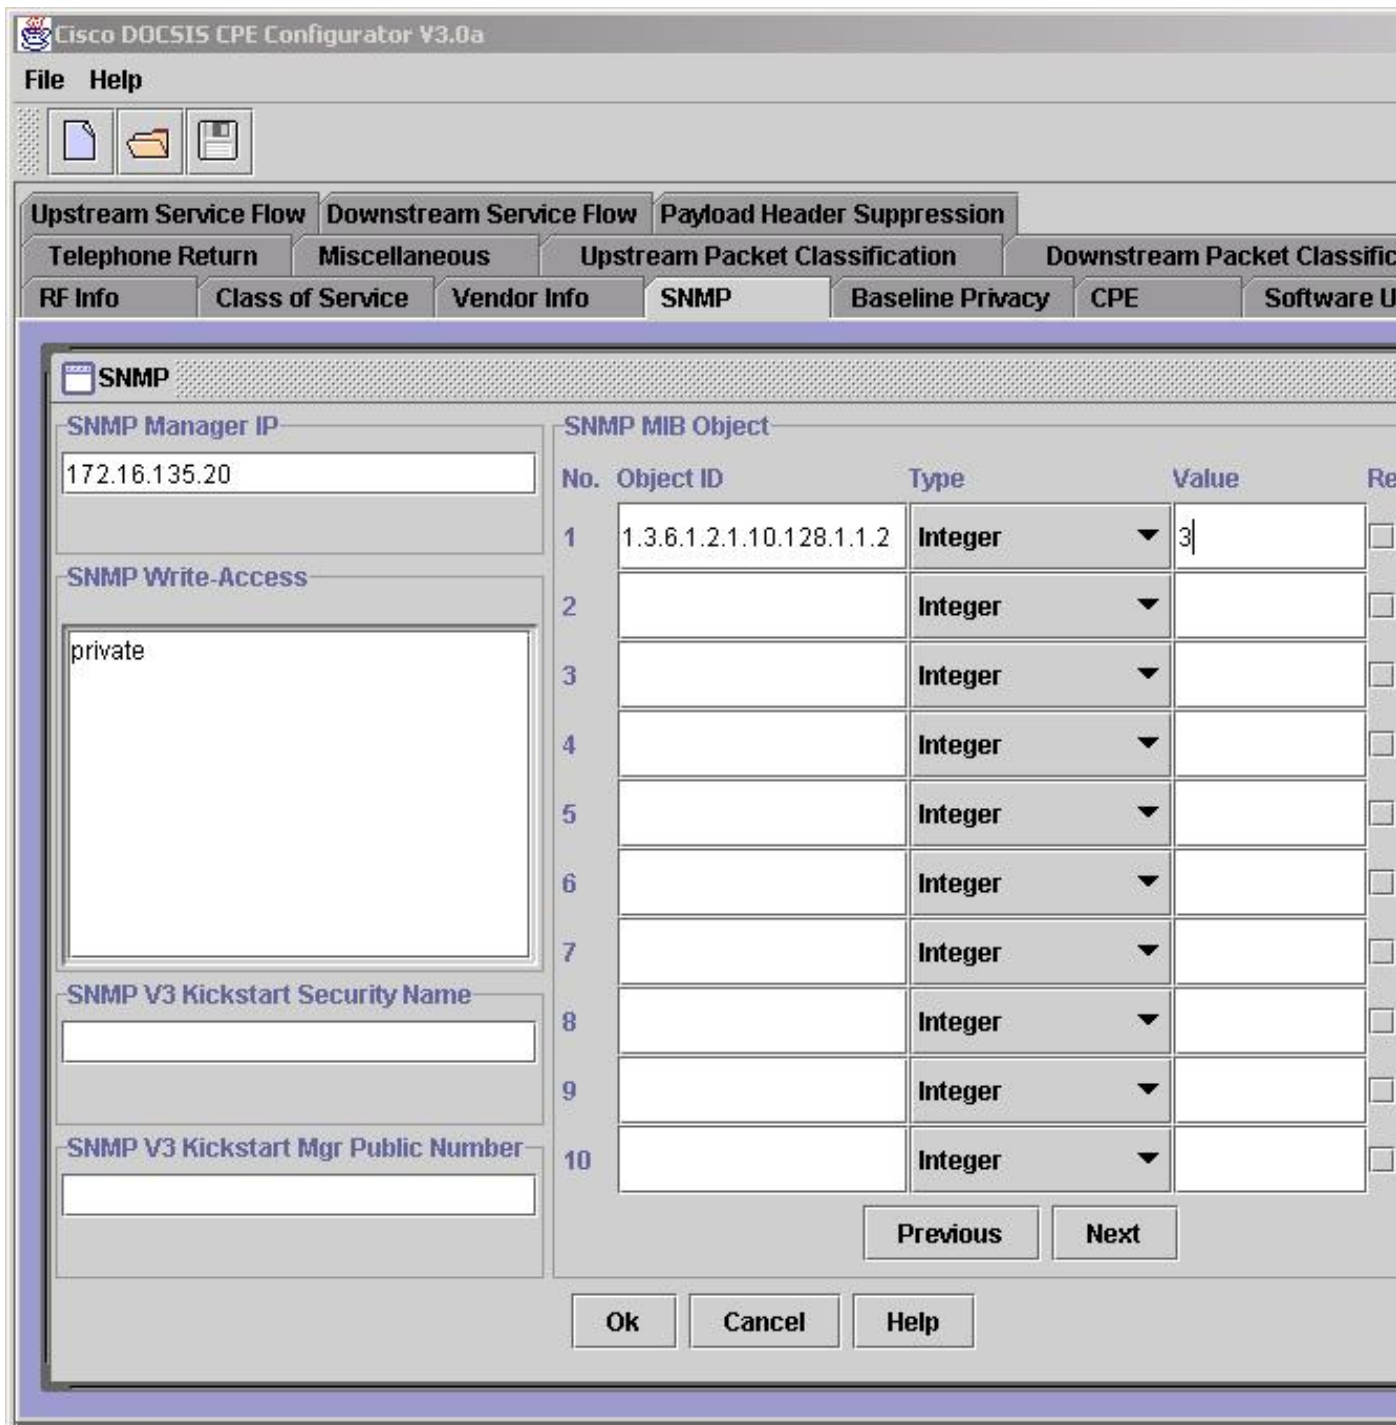 Cisco DOCSIS CPE Configurator V3.0a
File Help
Upstream Service Flow Downstream Service Flow Payload Header Suppression
Telephone Return Miscellaneous Upstream Packet Classification Downstream Packet Classific
RF Info Class of Service Vendor Info SNMP Baseline Privacy CPE Software U
SNMP
SNMP Manager IP
172.16.135.20
SNMP Write-Access
private
SNMP V3 Kickstart Security Name
SNMP V3 Kickstart Mgr Public Number
SNMP MIB Object
No. Object ID Type Value Re
1 1.3.6.1.2.1.10.128.1.1.2 Integer 3
2 Integer
3 Integer
4 Integer
5 Integer
6 Integer
7 Integer
8 Integer
9 Integer
10 Integer
Previous Next
Ok Cancel Help